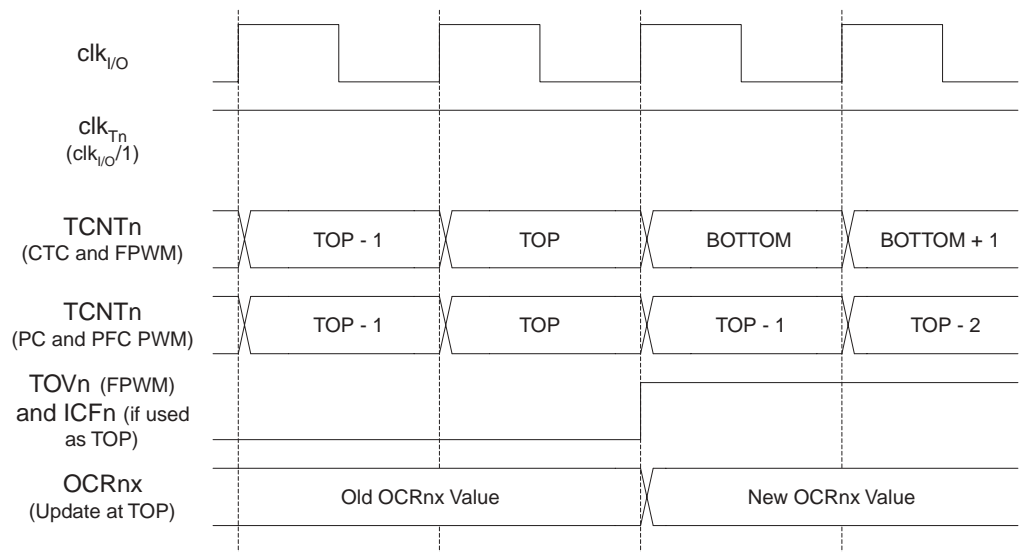 clkI/O
clkTn
(clkI/O/1)
TCNTn
(CTC and FPWM)
TOP - 1
TOP
BOTTOM
BOTTOM + 1
TCNTn
(PC and PFC PWM)
TOP - 1
TOP
TOP - 1
TOP - 2
TOVn (FPWM)
and ICFn (if used
as TOP)
OCRnx
(Update at TOP)
Old OCRnx Value
New OCRnx Value